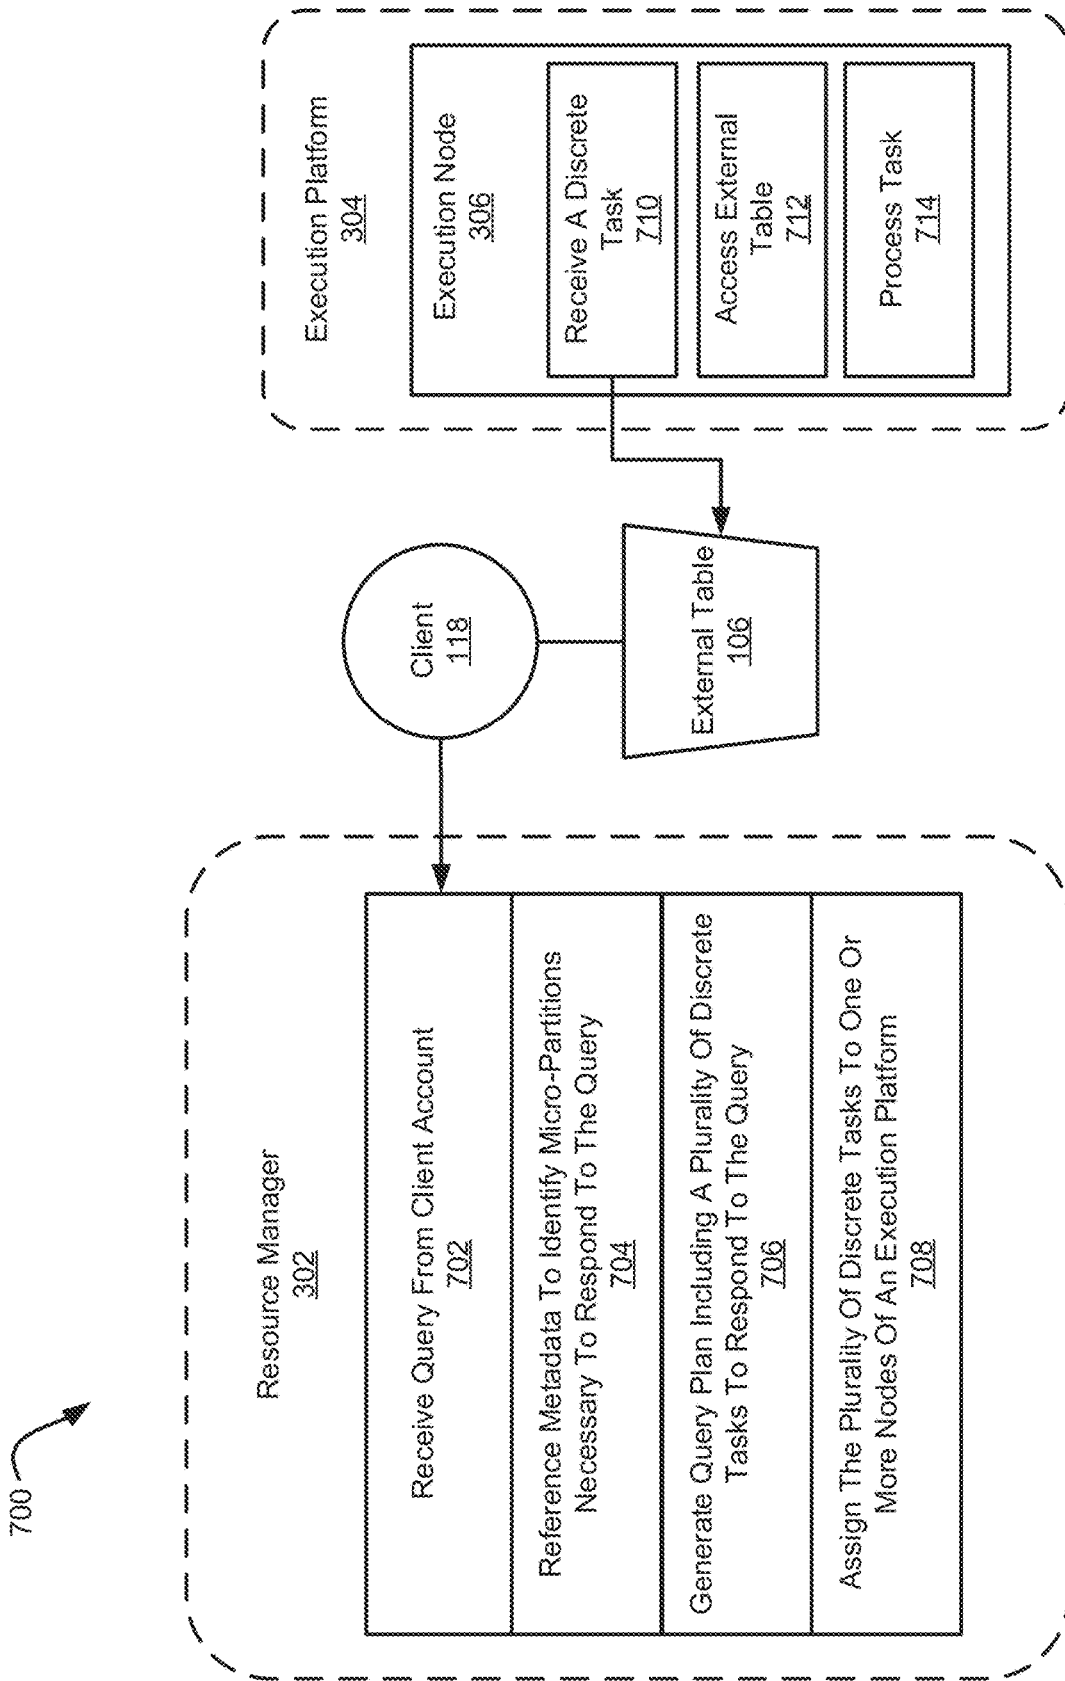 700
Resource Manager
302
Receive Query From Client Account
702
Reference Metadata To Identify Micro-Partitions
Necessary To Respond To The Query
704
Generate Query Plan Including A Plurality Of Discrete
Tasks To Respond To The Query
706
Assign The Plurality Of Discrete Tasks To One Or
More Nodes Of An Execution Platform
708
Client
118
External Table
106
Execution Platform
304
Execution Node
306
Receive A Discrete
Task
710
Access External
Table
712
Process Task
714